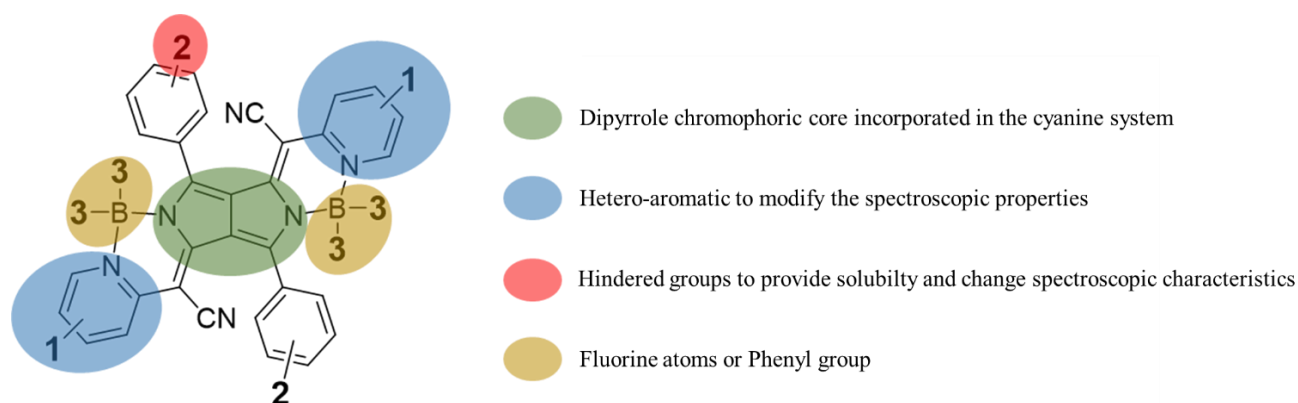 2
1
NC
N
3
3
B
N
N
B
3
3
N
CN
1
2
Dipyrrole chromophoric core incorporated in the cyanine system
Hetero-aromatic to modify the spectroscopic properties
Hindered groups to provide solubilty and change spectroscopic characteristics
Fluorine atoms or Phenyl group